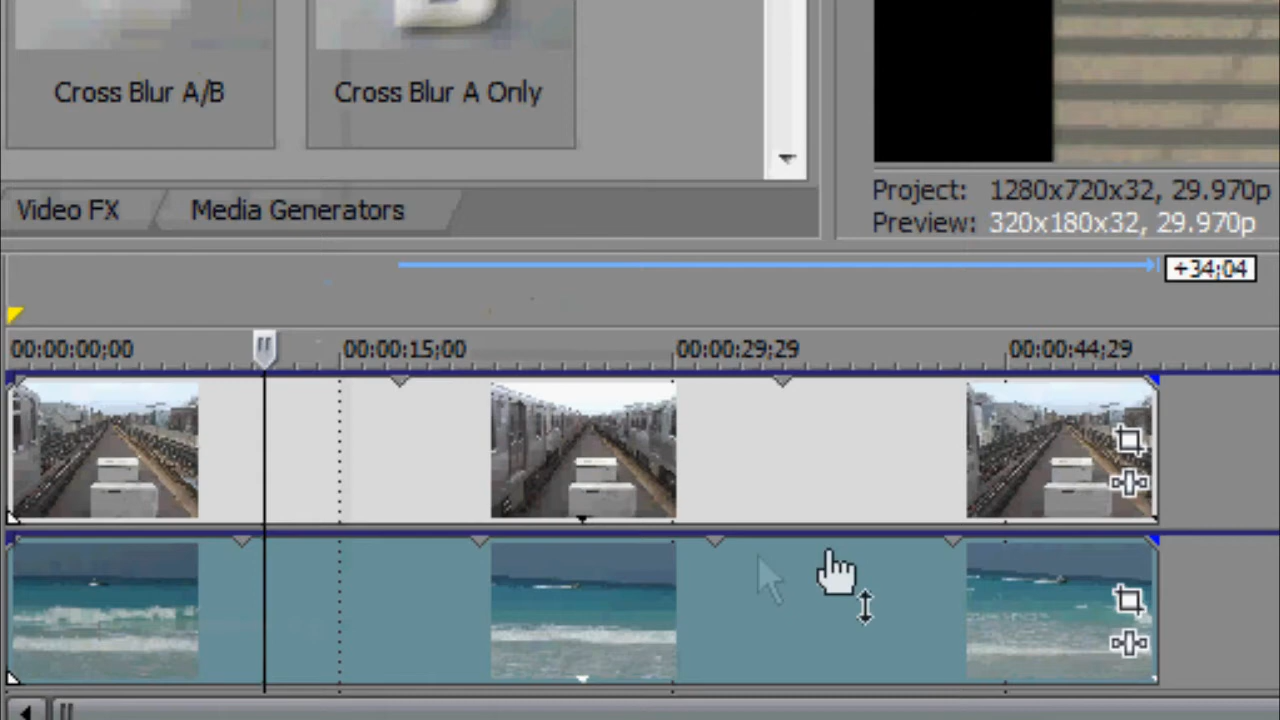 Cross Blur A/B
Cross Blur A Only
Video FX
Media Generators
Project: 1280x720x32, 29.970p
Preview: 320x180x32, 29.970p
+34;04
00:00:00;00
00:00:15;00
00:00:29;29
00:00:44;29